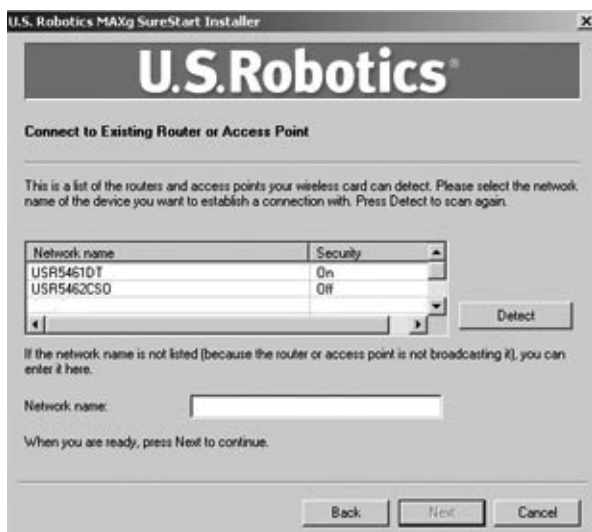 U.S. Robotics MAXg SureStart Installer
U.S.Robotics®
Connect to Existing Router or Access Point
This is a list of the routers and access points your wireless card can detect. Please select the network
name of the device you want to establish a connection with. Press Detect to scan again.
Network name Security
USR5461DT On
USR5462CSO Off
Detect
If the network name is not listed (because the router or access point is not broadcasting it), you can
enter it here.
Network name:
When you are ready, press Next to continue.
Back Next Cancel